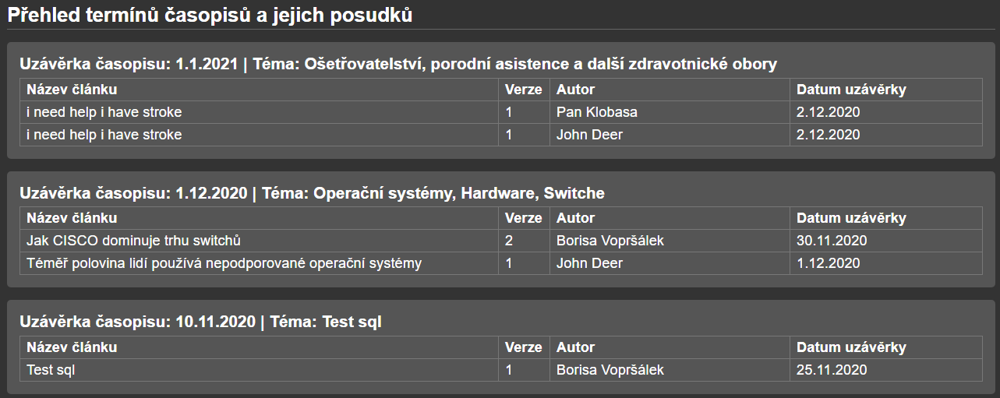 Přehled termínů časopisů a jejich posudků
Uzávěrka časopisu: 1.1.2021 | Téma: Ošetřovatelství, porodní asistence a další zdravotnické obory
Název článku Verze Autor Datum uzávěrky
i need help i have stroke 1 Pan Klobasa 2.12.2020
i need help i have stroke 1 John Deer 2.12.2020
Uzávěrka časopisu: 1.12.2020 | Téma: Operační systémy, Hardware, Switche
Název článku Verze Autor Datum uzávěrky
Jak CISCO dominuje trhu switchů 2 Borisa Vopršálek 30.11.2020
Téměř polovina lidí používá nepodporované operační systémy 1 John Deer 1.12.2020
Uzávěrka časopisu: 10.11.2020 | Téma: Test sql
Název článku Verze Autor Datum uzávěrky
Test sql 1 Borisa Vopršálek 25.11.2020